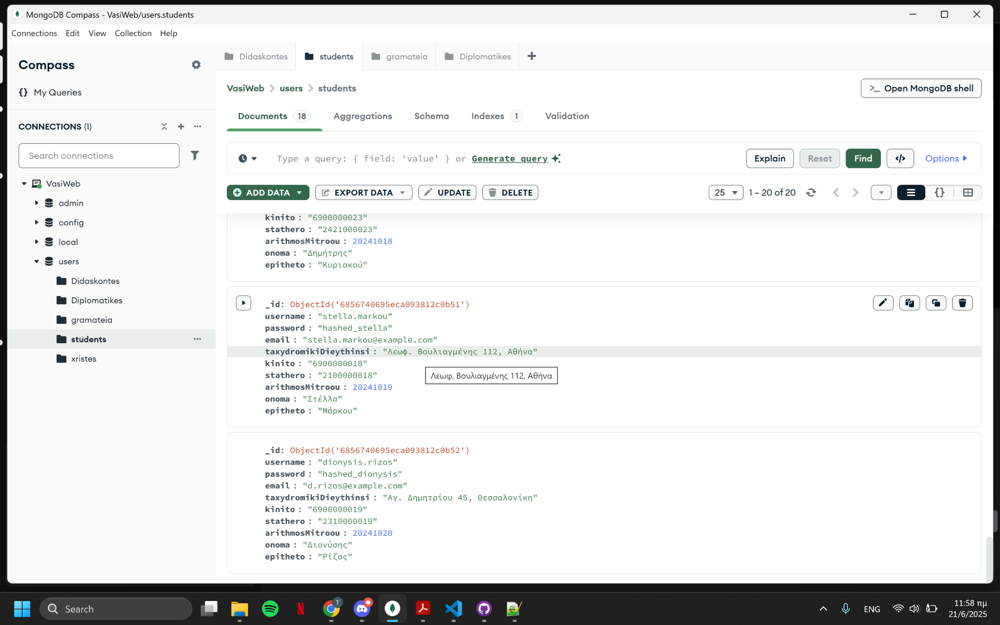 MongoDB Compass - VasiWeb/users.students
Connections Edit View Collection Help
Compass
{} My Queries
CONNECTIONS (1)
Search connections
VasiWeb
admin
config
local
users
Didaskontes
Diplomatikes
gramateia
students
xristes
Didaskontes students gramateia Diplomatikes
VasiWeb > users > students
>_ Open MongoDB shell
Documents 18 Aggregations Schema Indexes 1 Validation
Type a query: { field: 'value' } or Generate query
Explain Reset Find </> Options
ADD DATA EXPORT DATA UPDATE DELETE
25 1 – 20 of 20 {}
kinito : "6900000023"
stathero : "2421000023"
arithmosMitroou : 20241018
onoma : "Δημήτρης"
epitheto : "Κυριακού"
_id: ObjectId('6856740695eca093812c0b51')
username : "stella.markou"
password : "hashed_stella"
email : "stella.markou@example.com"
taxydromikiDieythinsi : "Λεωφ. Βουλιαγμένης 112, Αθήνα"
kinito : "6900000018"
stathero : "2100000018"
Λεωφ. Βουλιαγμένης 112, Αθήνα
arithmosMitroou : 20241019
onoma : "Στέλλα"
epitheto : "Μάρκου"
_id: ObjectId('6856740695eca093812c0b52')
username : "dionysis.rizos"
password : "hashed_dionysis"
email : "d.rizos@example.com"
taxydromikiDieythinsi : "Αγ. Δημητρίου 45, Θεσσαλονίκη"
kinito : "6900000019"
stathero : "2310000019"
arithmosMitroou : 20241020
onoma : "Διονύσης"
epitheto : "Ρίζος"
Search
T
ENG
11:58 πμ
21/6/2025